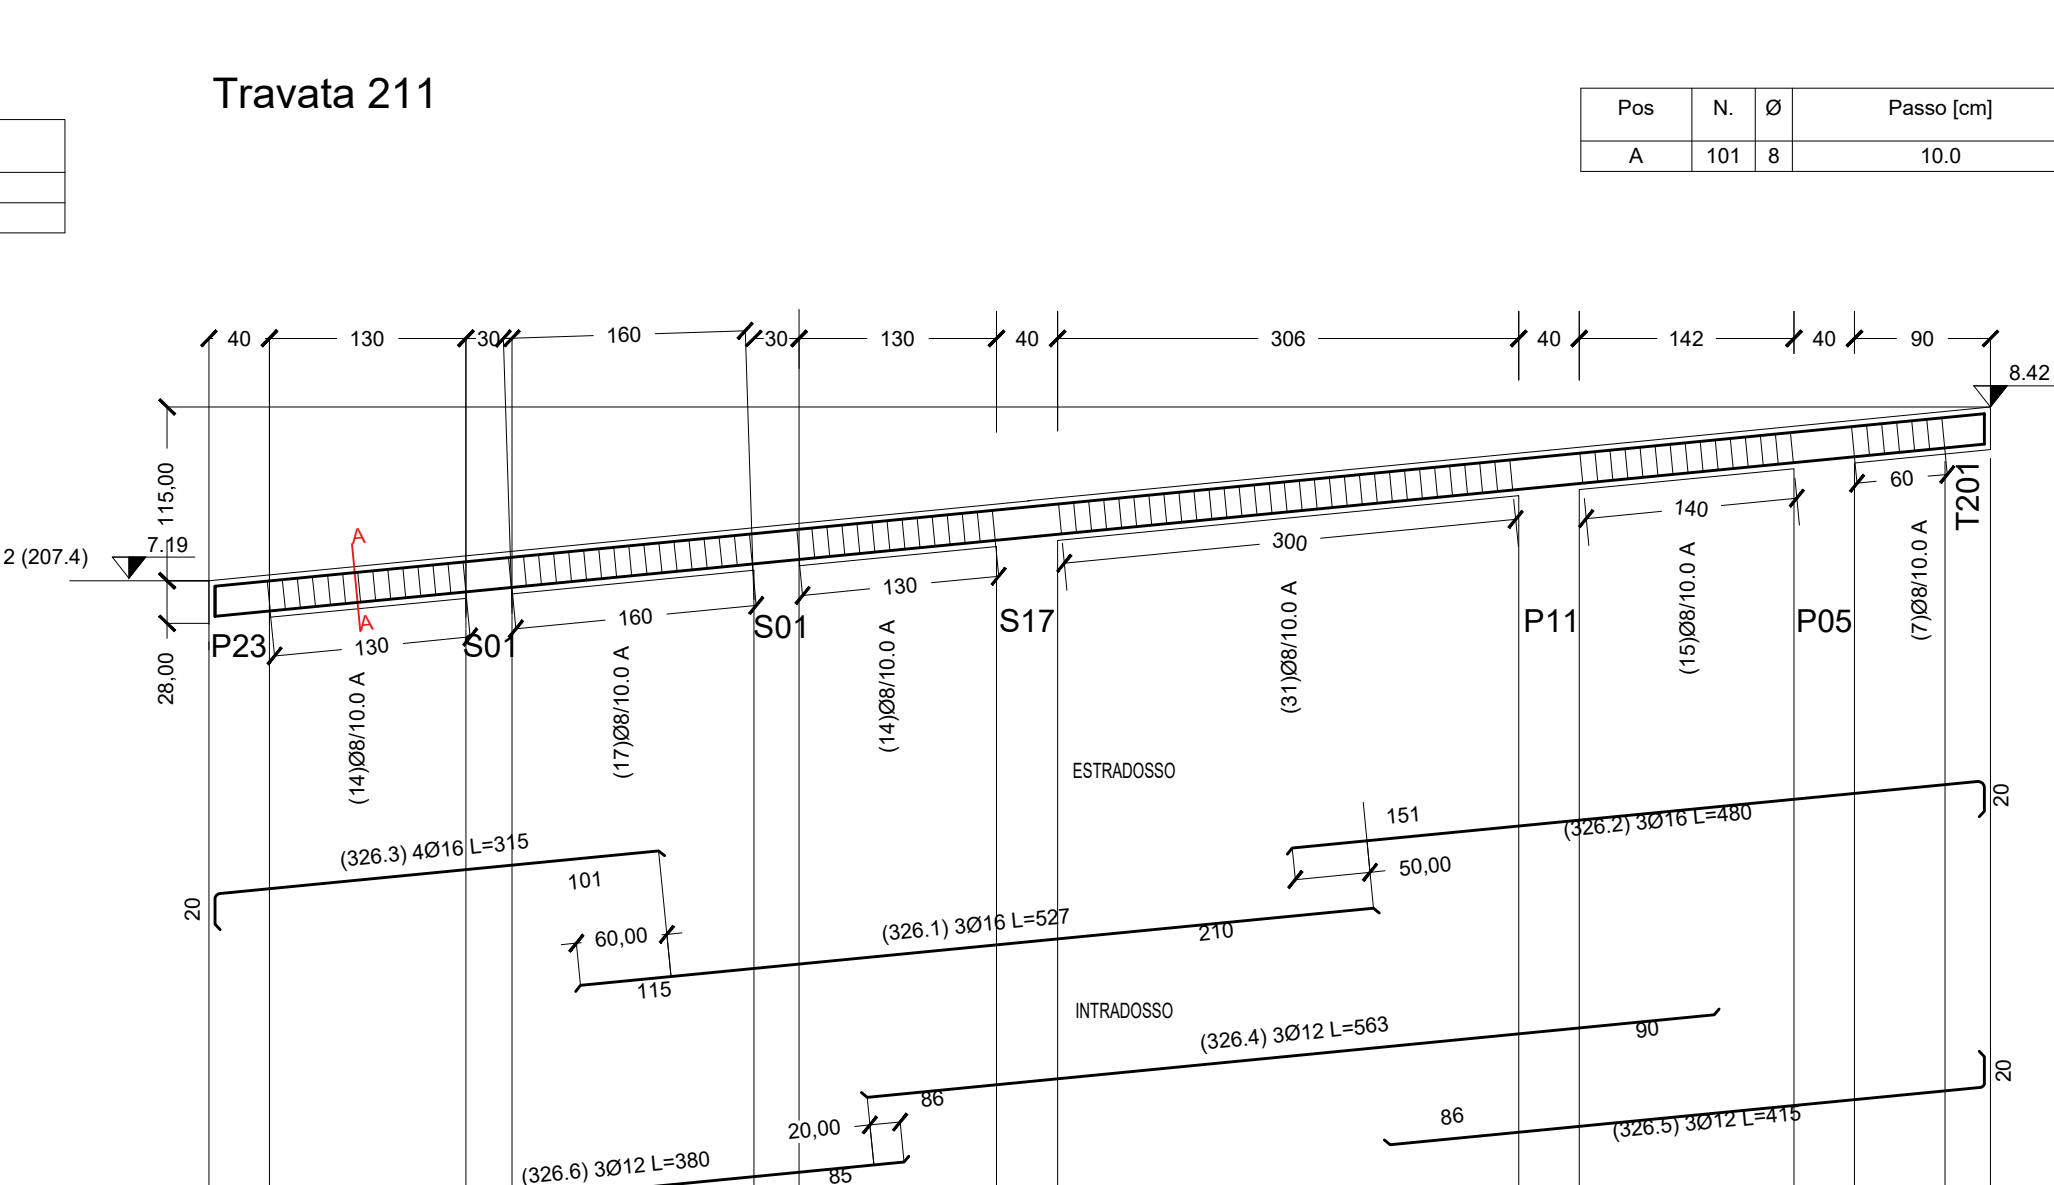 Travata 211
Pos N. Ø Passo [cm]
A 101 8 10.0
40 130 30 160 30 130 40 306 40 142 40 90
8.42
115,00
7.19
2 (207.4)
28,00
A
A
P23
130
S01
160
S01
130
S17
300
P11
140
P05
60
T201
(14)Ø8/10.0 A
(17)Ø8/10.0 A
(14)Ø8/10.0 A
(31)Ø8/10.0 A
(15)Ø8/10.0 A
(7)Ø8/10.0 A
ESTRADOSSO
20
(326.3) 4Ø16 L=315
101
60,00
115
(326.1) 3Ø16 L=527
210
151
50,00
(326.2) 3Ø16 L=480
20
INTRADOSSO
(326.4) 3Ø12 L=563
90
86
20,00
(326.6) 3Ø12 L=380
85
86
(326.5) 3Ø12 L=415
20